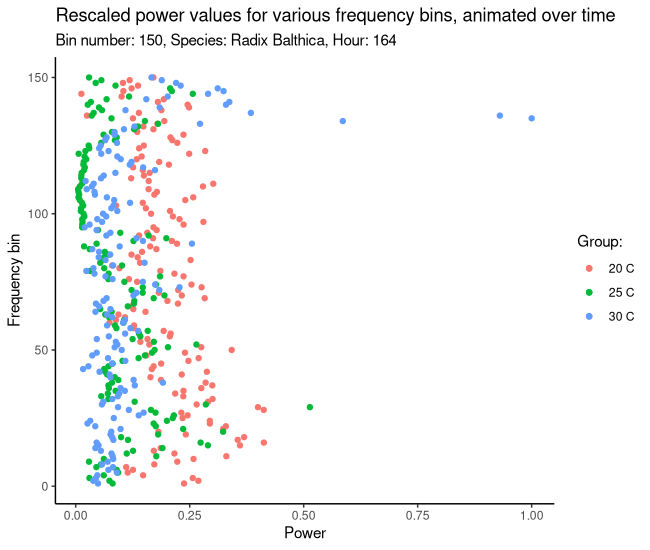 Rescaled power values for various frequency bins, animated over time
Bin number: 150, Species: Radix Balthica, Hour: 164
150
100
50
0
Frequency bin
0.00 0.25 0.50 0.75 1.00
Power
Group:
20 C
25 C
30 C